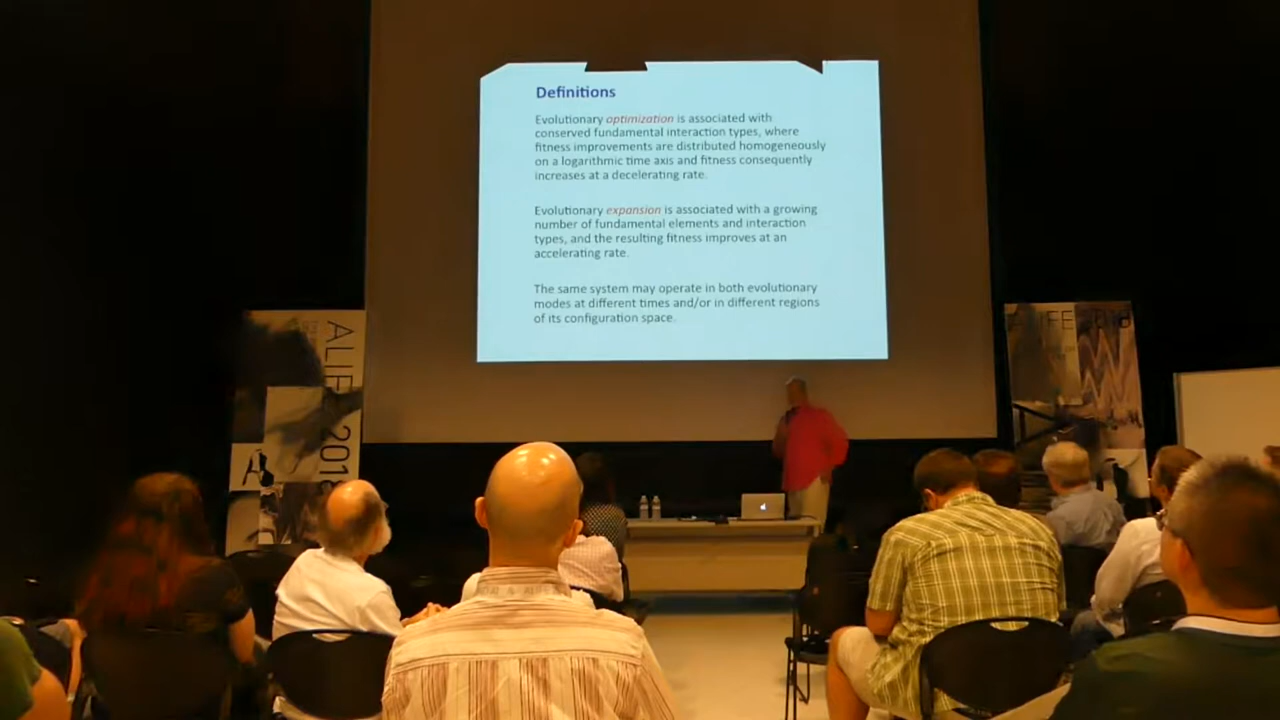 Definitions
Evolutionary optimization is associated with
conserved fundamental interaction types, where
fitness improvements are distributed homogeneously
on a logarithmic time axis and fitness consequently
increases at a decelerating rate.
Evolutionary expansion is associated with a growing
number of fundamental elements and interaction
types, and the resulting fitness improves at an
accelerating rate.
The same system may operate in both evolutionary
modes at different times and/or in different regions
of its configuration space.
ALIFE 2018